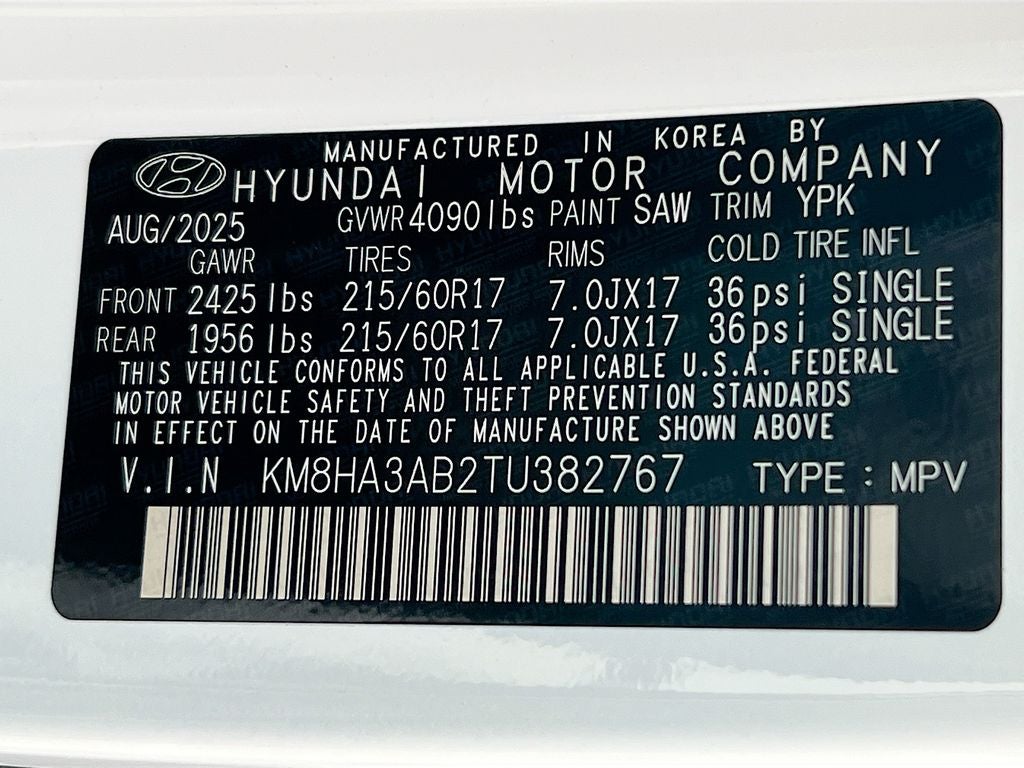 MANUFACTURED IN KOREA BY
HYUNDAI MOTOR COMPANY
AUG/2025 GVWR 4090lbs PAINT SAW TRIM YPK
GAWR TIRES RIMS COLD TIRE INFL
FRONT 2425 lbs 215/60R17 7.0JX17 36psi SINGLE
REAR 1956 lbs 215/60R17 7.0JX17 36psi SINGLE
THIS VEHICLE CONFORMS TO ALL APPLICABLE U.S.A. FEDERAL
MOTOR VEHICLE SAFETY AND THEFT PREVENTION STANDARDS
IN EFFECT ON THE DATE OF MANUFACTURE SHOWN ABOVE
V.I.N KM8HA3AB2TU382767 TYPE : MPV